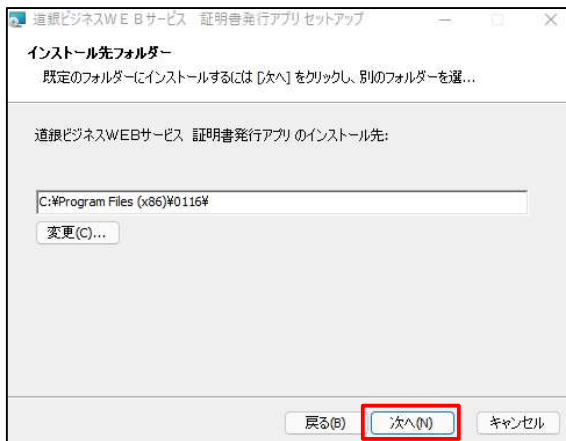 道銀ビジネスＷＥＢサービス　証明書発行アプリ セットアップ
インストール先フォルダー
既定のフォルダーにインストールするには [次へ] をクリックし、別のフォルダーを選...
道銀ビジネスWEBサービス 証明書発行アプリ のインストール先:
C:¥Program Files (x86)¥0116¥
変更(C)...
戻る(B) 次へ(N) キャンセル